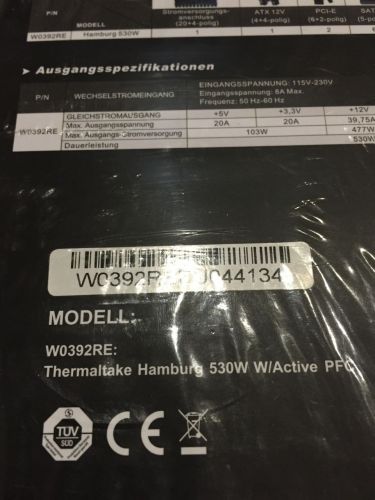 P/N MODELL Stromversorgungs-
anschluss
(20+4-polig) ATX 12V
(4+4-polig) PCI-E
(6+2-polig)
W0392RE Hamburg 530W 1 1 2
➤ Ausgangsspezifikationen
P/N WECHSELSTROMEINGANG EINGANGSSPANNUNG: 115V-230V
Eingangsspannung: 8A Max.
Frequenz: 50 Hz-60 Hz
W0392RE GLEICHSTROMAUSGANG +5V +3,3V +12V
Max. Ausgangsspannung 20A 20A 39,75A
Max. Ausgangs-Stromversorgung 103W 477W
Dauerleistung 530W
MODELL:
W0392RE:
Thermaltake Hamburg 530W W/Active PFC
TÜV
SÜD
CE